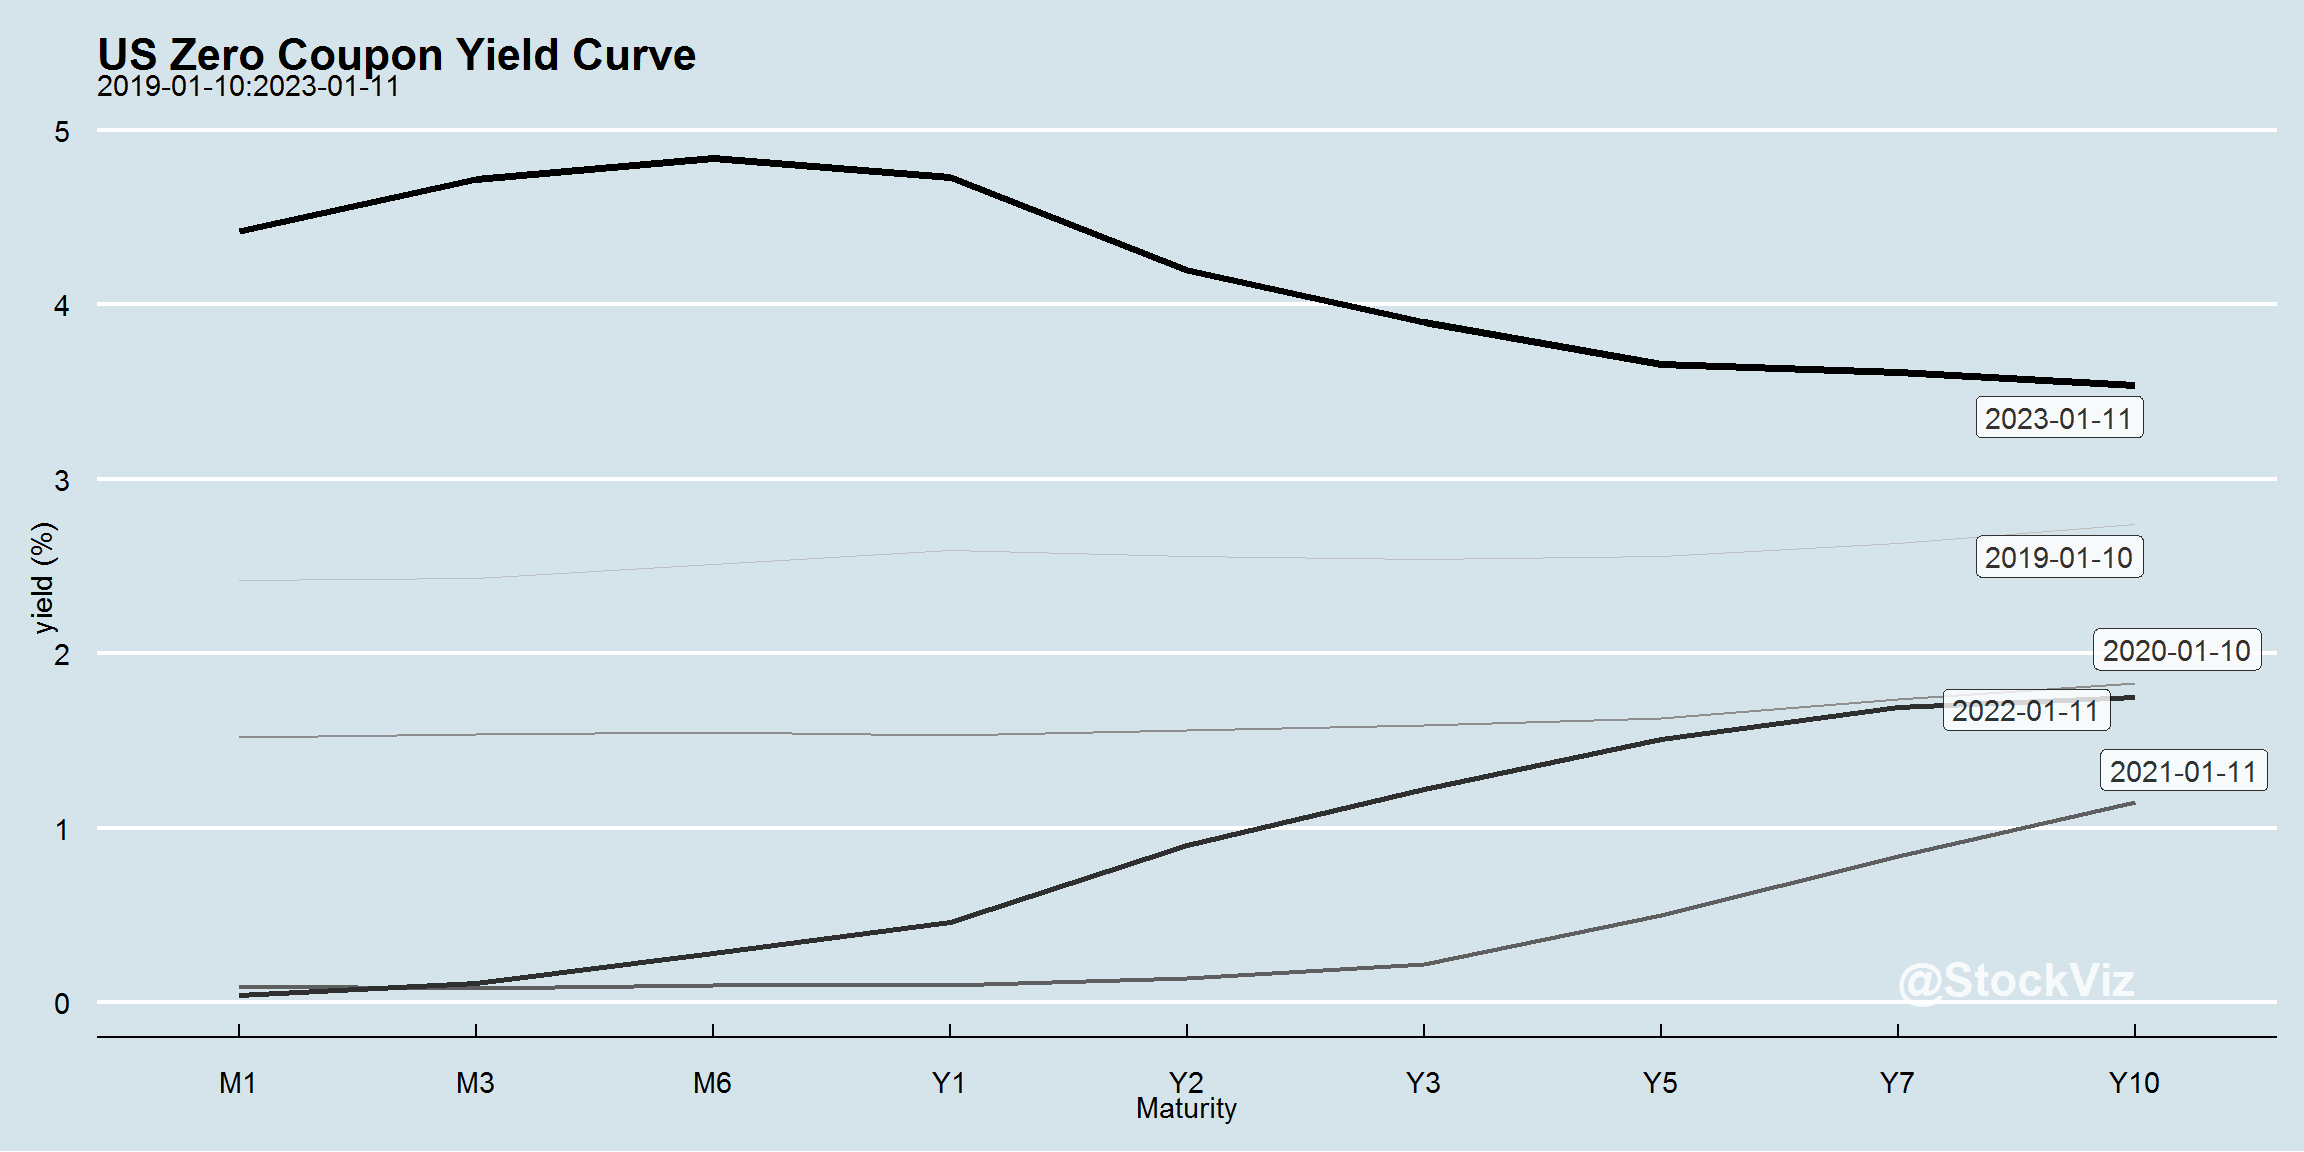 US Zero Coupon Yield Curve
2019-01-10:2023-01-11
5
4
3
2
1
0
yield (%)
2023-01-11
2019-01-10
2020-01-10
2022-01-11
2021-01-11
@StockViz
M1 M3 M6 Y1 Y2 Y3 Y5 Y7 Y10
Maturity